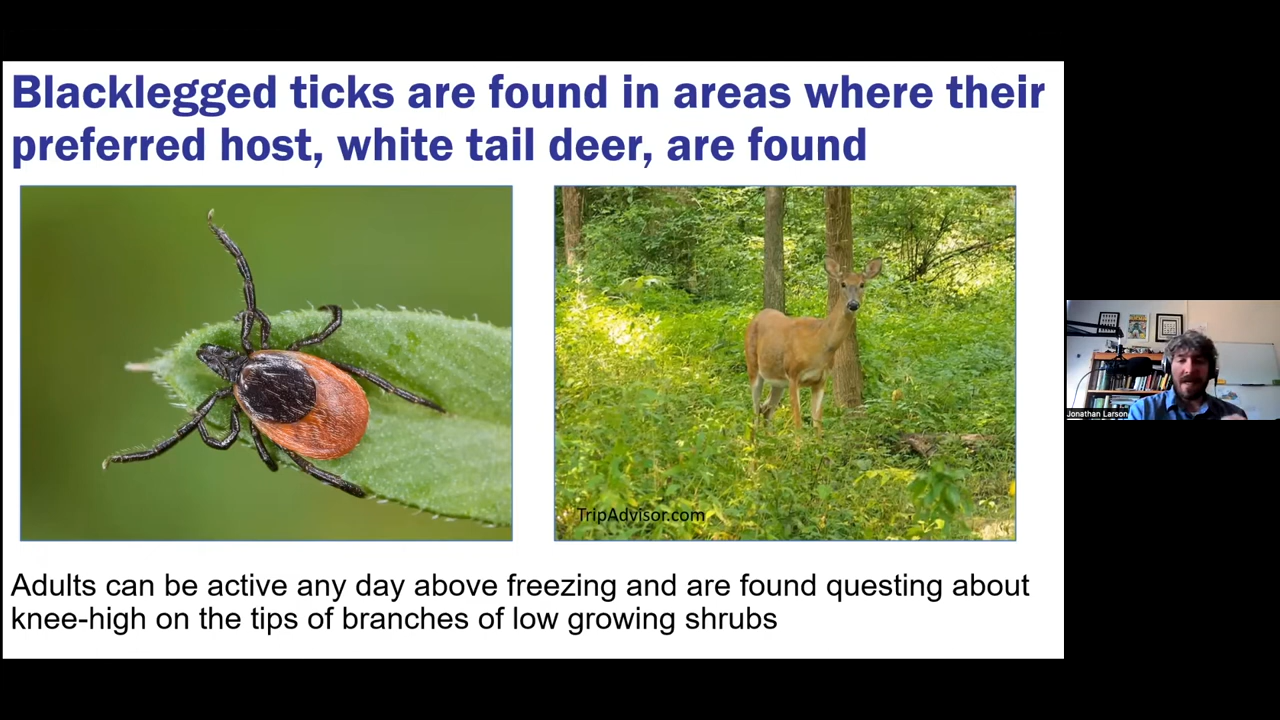 Blacklegged ticks are found in areas where their
preferred host, white tail deer, are found
TripAdvisor.com
Jonathan Larson
Adults can be active any day above freezing and are found questing about
knee-high on the tips of branches of low growing shrubs